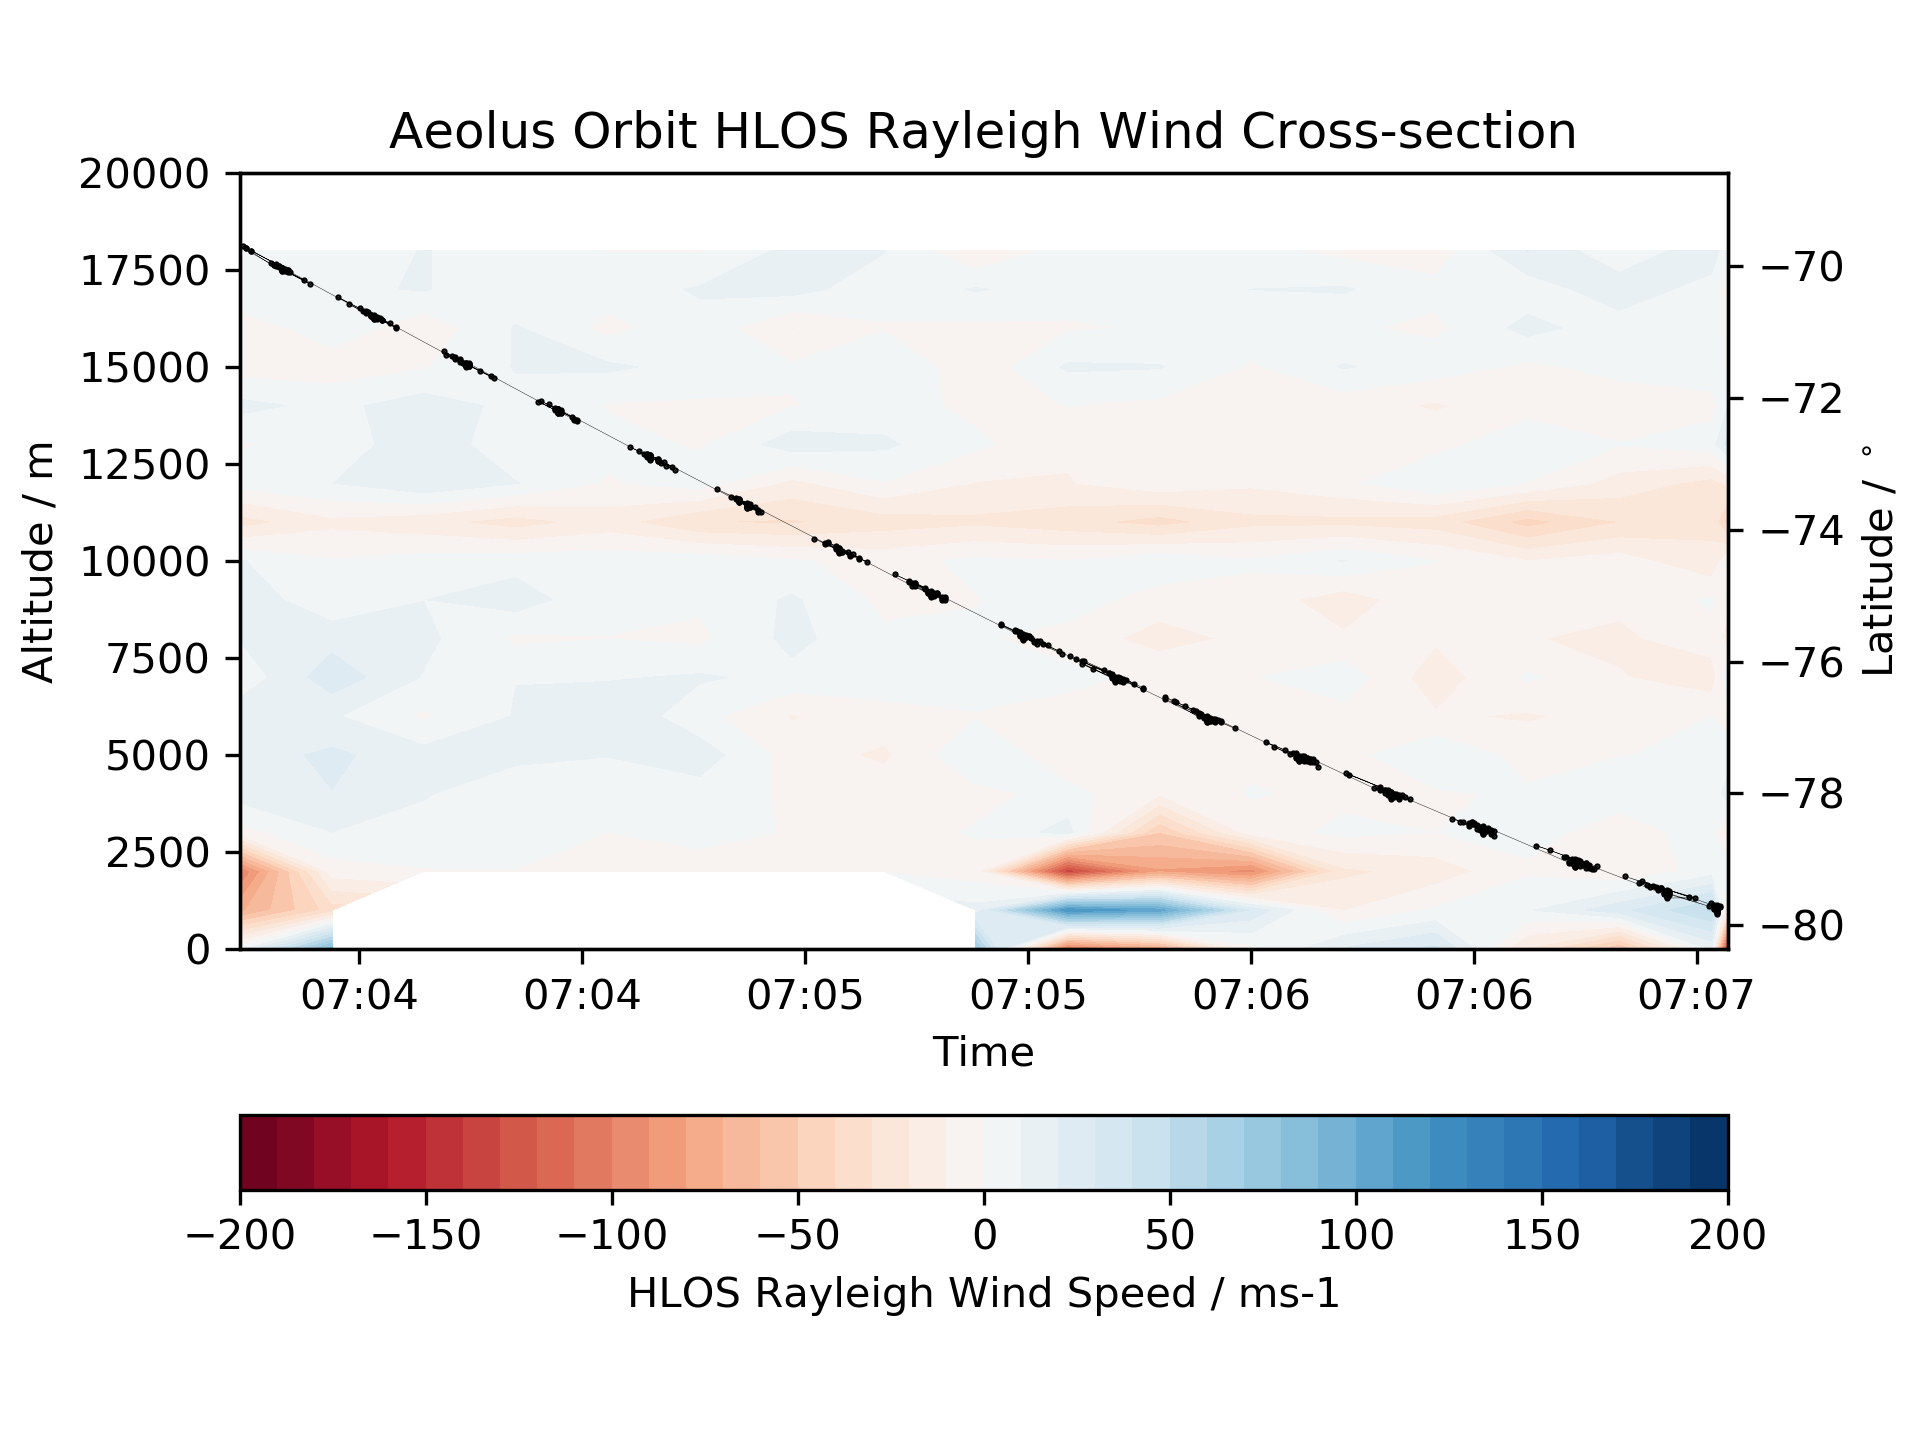 Aeolus Orbit HLOS Rayleigh Wind Cross-section
20000
17500
15000
12500
10000
7500
5000
2500
0
Altitude / m
−70
−72
−74
−76
−78
−80
Latitude / °
07:04 07:04 07:05 07:05 07:06 07:06 07:07
Time
−200 −150 −100 −50 0 50 100 150 200
HLOS Rayleigh Wind Speed / ms-1